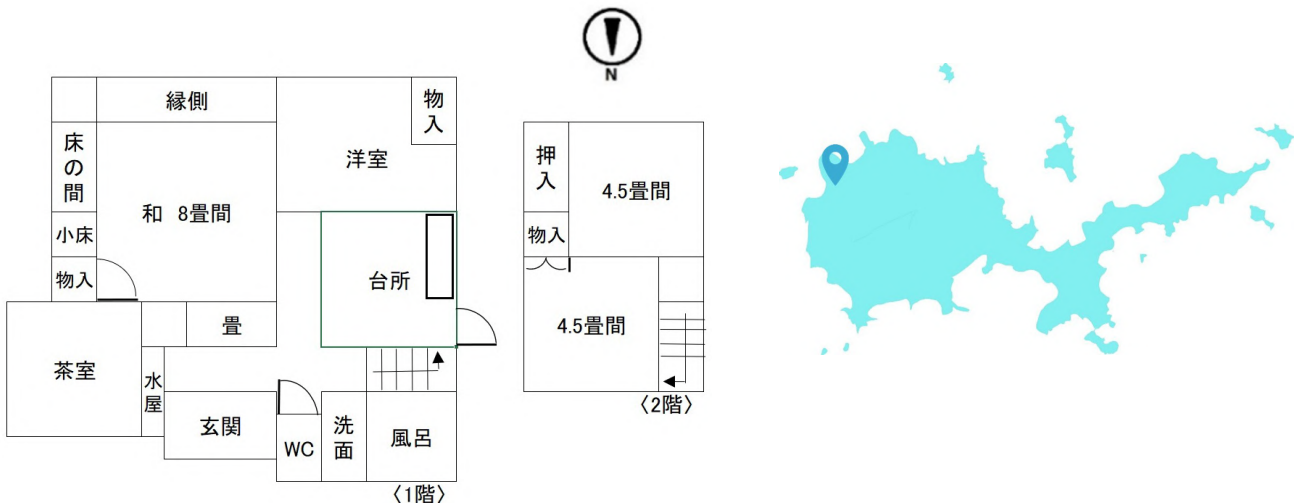 N
縁側
物入
床の間
洋室
和 8畳間
小床
物入
台所
畳
茶室
水屋
玄関
WC
洗面
風呂
〈1階〉
押入
4.5畳間
物入
4.5畳間
〈2階〉